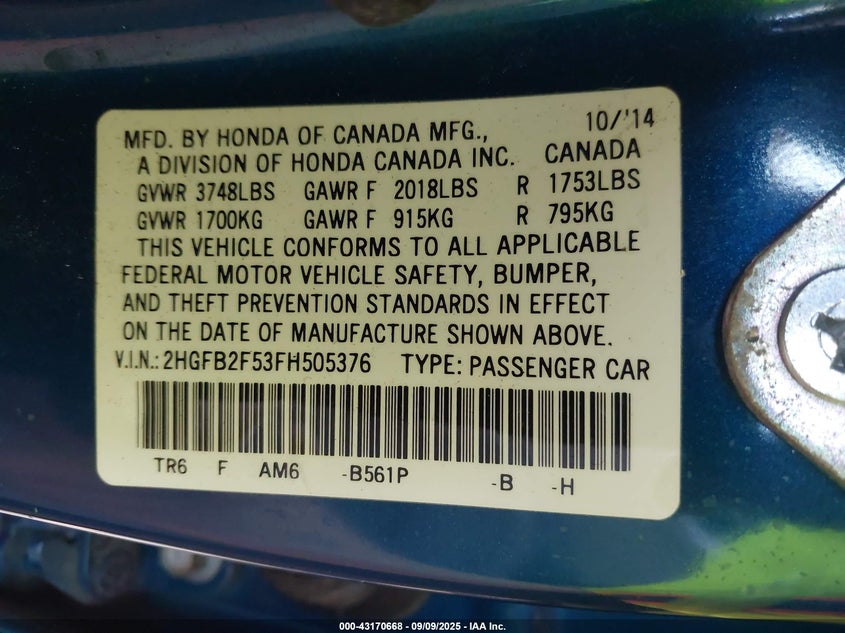 MFD. BY HONDA OF CANADA MFG., 10/'14
A DIVISION OF HONDA CANADA INC. CANADA
GVWR 3748LBS GAWR F 2018LBS R 1753LBS
GVWR 1700KG GAWR F 915KG R 795KG
THIS VEHICLE CONFORMS TO ALL APPLICABLE
FEDERAL MOTOR VEHICLE SAFETY, BUMPER,
AND THEFT PREVENTION STANDARDS IN EFFECT
ON THE DATE OF MANUFACTURE SHOWN ABOVE.
V.I.N.: 2HGFB2F53FH505376 TYPE: PASSENGER CAR
TR6 F AM6 -B561P -B -H
000-43170668 - 09/09/2025 - IAA Inc.